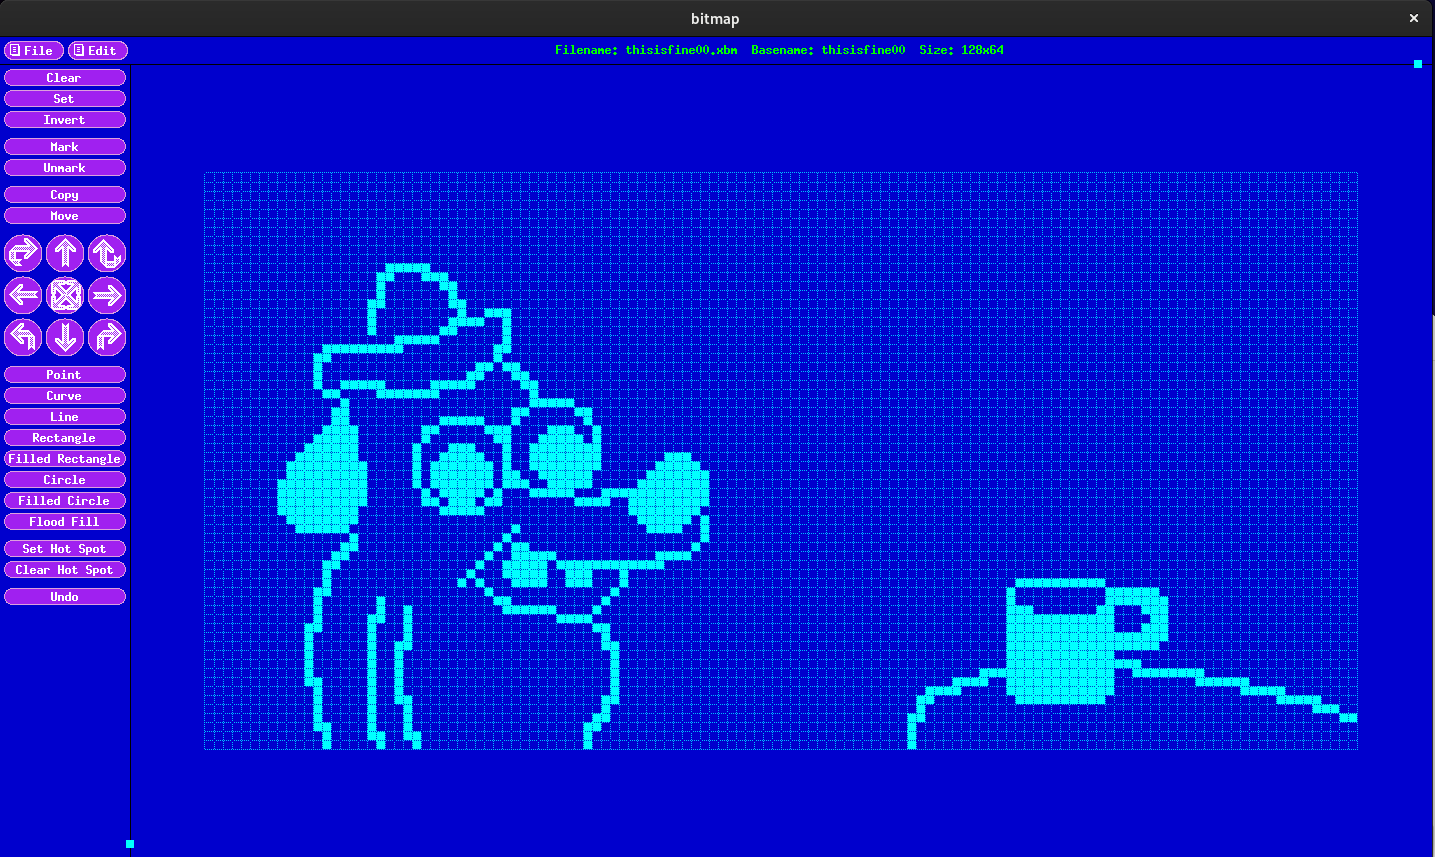 bitmap
File Edit Filename: thisisfine00.xbm Basename: thisisfine00 Size: 128x64
Clear
Set
Invert
Mark
Unmark
Copy
Move
Point
Curve
Line
Rectangle
Filled Rectangle
Circle
Filled Circle
Flood Fill
Set Hot Spot
Clear Hot Spot
Undo